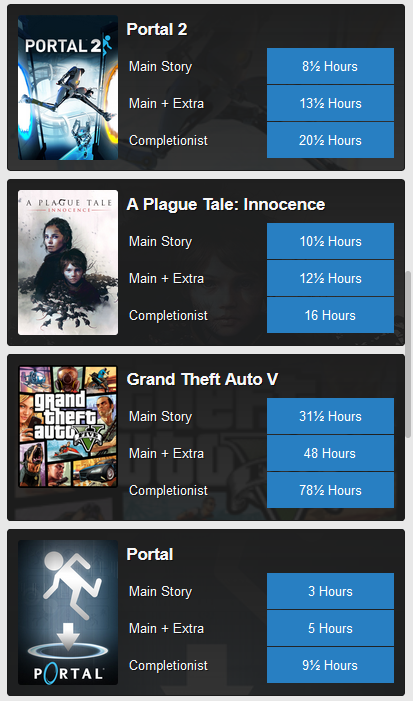 PORTAL 2
Portal 2
Main Story 8½ Hours
Main + Extra 13½ Hours
Completionist 20½ Hours
A PLAGUE TALE
INNOCENCE
A Plague Tale: Innocence
Main Story 10½ Hours
Main + Extra 12½ Hours
Completionist 16 Hours
grand
theft
auto
V
Grand Theft Auto V
Main Story 31½ Hours
Main + Extra 48 Hours
Completionist 78½ Hours
PORTAL
Portal
Main Story 3 Hours
Main + Extra 5 Hours
Completionist 9½ Hours